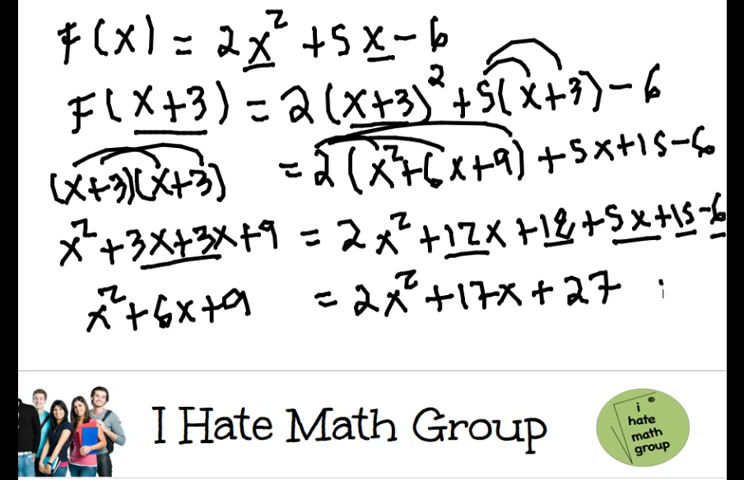 F(x) = 2x² + 5x - 6
F(x+3) = 2(x+3)² + 5(x+3) - 6
(x+3)(x+3) = 2(x²+6x+9) + 5x+15-6
x² + 3x+3x+9 = 2x² + 12x + 18 + 5x + 15 - 6
x² + 6x + 9 = 2x² + 17x + 27
I Hate Math Group
i
hate
math
group